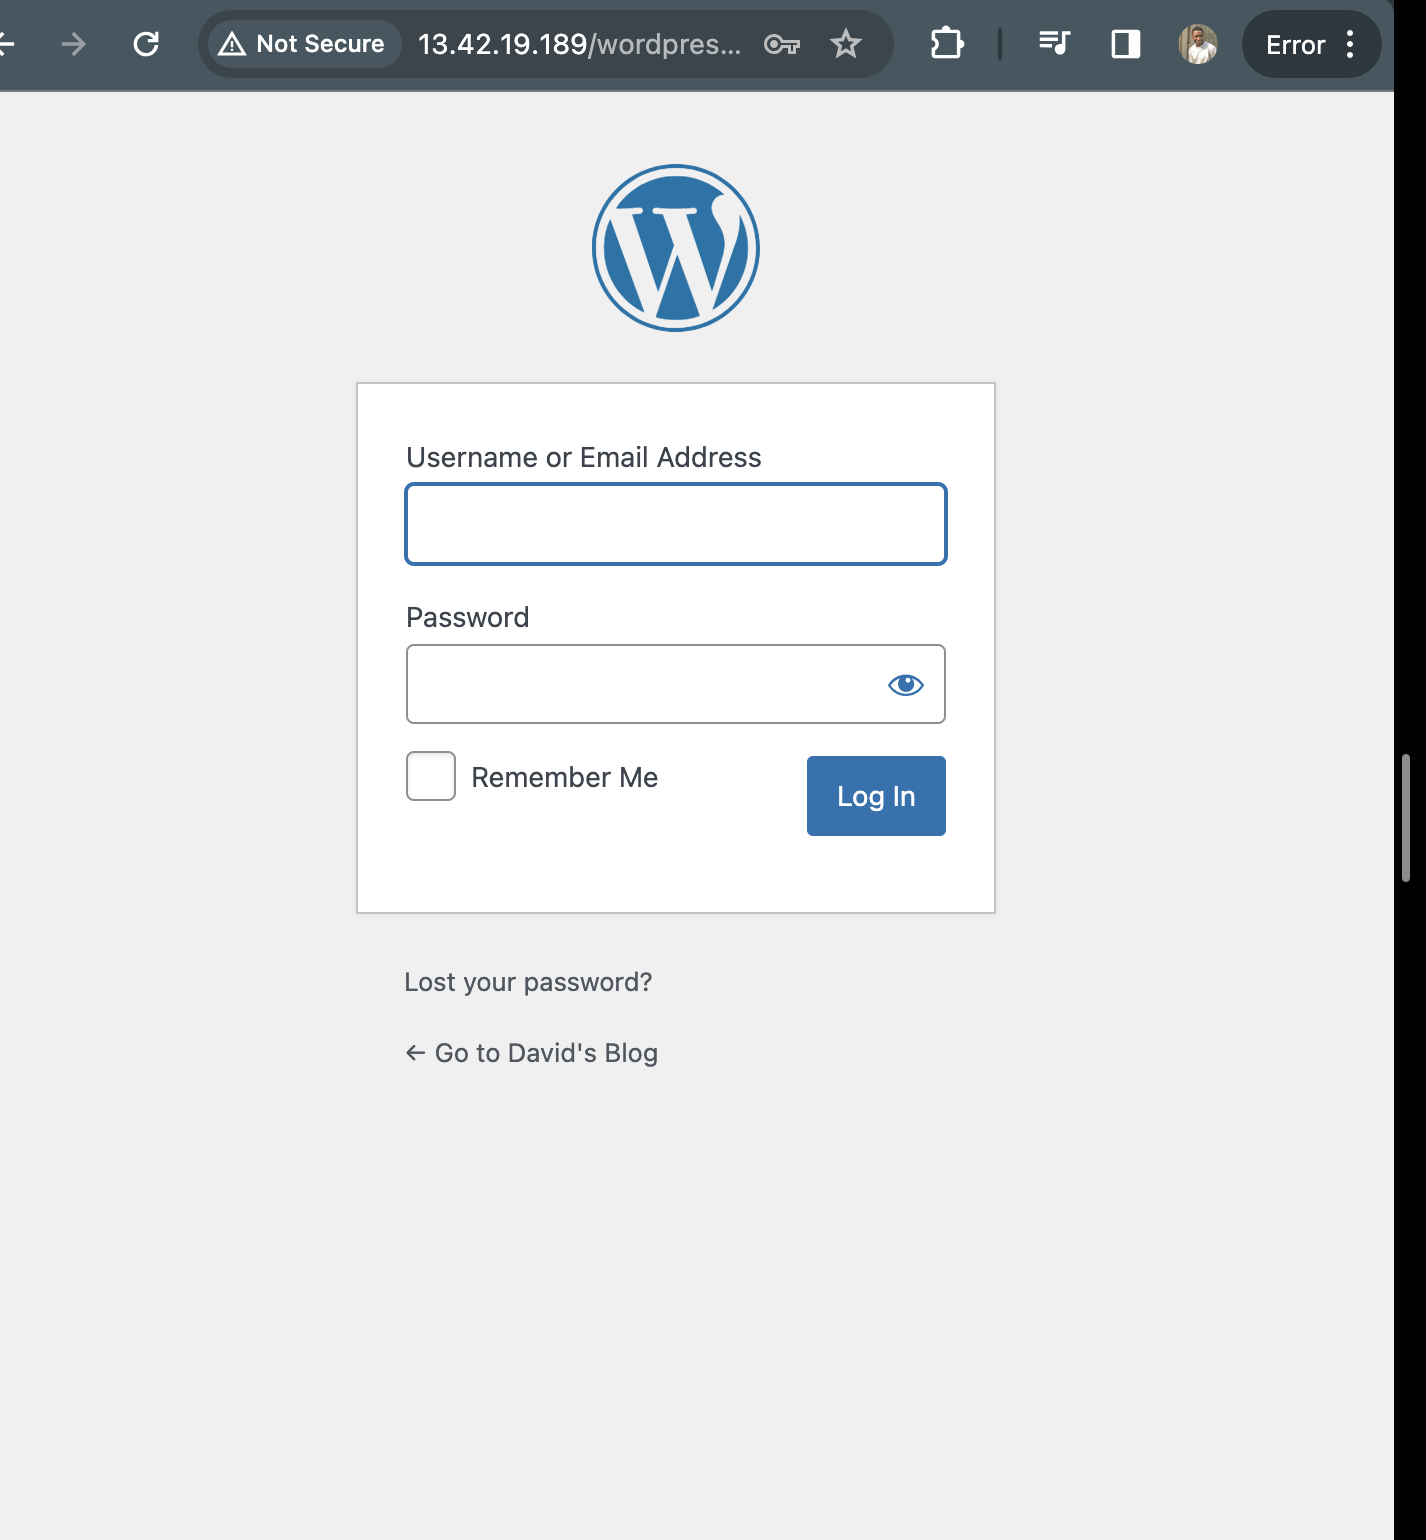 Not Secure 13.42.19.189/wordpres... Error
Username or Email Address
Password
Remember Me
Log In
Lost your password?
← Go to David's Blog